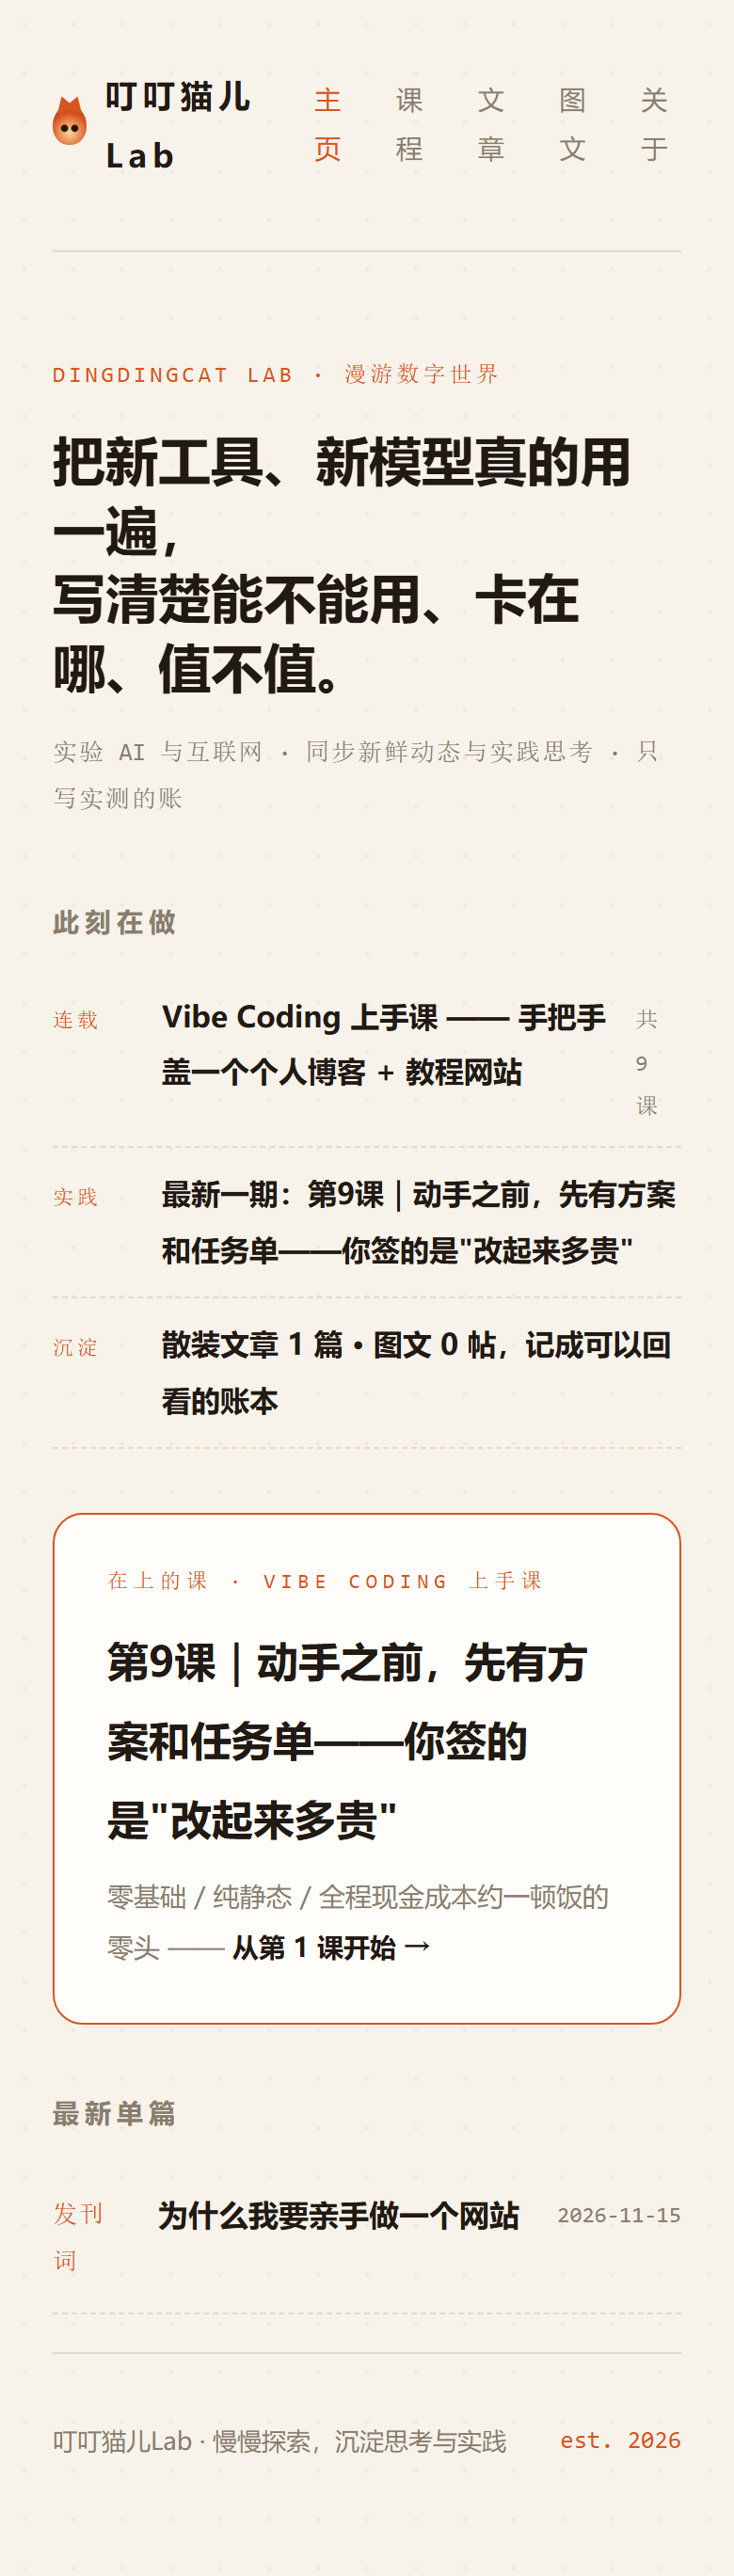 叮叮猫儿
Lab
主页
课程
文章
图文
关于
DINGDINGCAT LAB · 漫游数字世界
把新工具、新模型真的用
一遍，
写清楚能不能用、卡在
哪、值不值。
实验 AI 与互联网 · 同步新鲜动态与实践思考 · 只
写实测的账
此刻在做
连载
Vibe Coding 上手课 —— 手把手
盖一个个人博客 + 教程网站
共
9
课
实践
最新一期：第9课｜动手之前，先有方案
和任务单——你签的是"改起来多贵"
沉淀
散装文章 1 篇 · 图文 0 帖，记成可以回
看的账本
在上的课 · VIBE CODING 上手课
第9课｜动手之前，先有方
案和任务单——你签的
是"改起来多贵"
零基础 / 纯静态 / 全程现金成本约一顿饭的
零头 —— 从第 1 课开始 →
最新单篇
发刊
词
为什么我要亲手做一个网站
2026-11-15
叮叮猫儿Lab · 慢慢探索，沉淀思考与实践
est. 2026